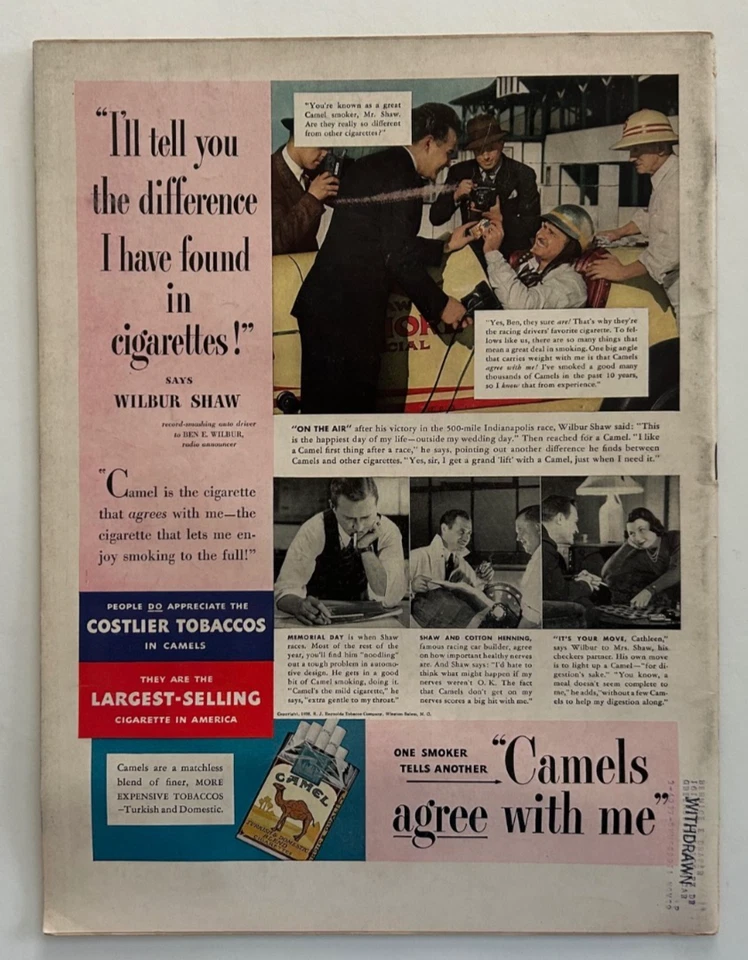 "I'll tell you
the difference
I have found
in
cigarettes!"
SAYS
WILBUR SHAW
record-smashing auto driver
to BEN E. WILBUR,
radio announcer
"Camel is the cigarette
that agrees with me—the
cigarette that lets me en-
joy smoking to the full!"
PEOPLE DO APPRECIATE THE
COSTLIER TOBACCOS
IN CAMELS
THEY ARE THE
LARGEST-SELLING
CIGARETTE IN AMERICA
"You're known as a great
Camel smoker, Mr. Shaw.
Are they really so different
from other cigarettes?"
CIAL
"Yes, Ben, they sure are! That's why they're
the racing drivers' favorite cigarette. To fel-
lows like us, there are so many things that
mean a great deal in smoking. One big angle
that carries weight with me is that Camels
agree with me! I've smoked a good many
thousands of Camels in the past 10 years,
so I know that from experience."
"ON THE AIR" after his victory in the 500-mile Indianapolis race, Wilbur Shaw said: "This
is the happiest day of my life—outside my wedding day." Then reached for a Camel. "I like
a Camel first thing after a race," he says, pointing out another difference he finds between
Camels and other cigarettes. "Yes, sir, I get a grand 'lift' with a Camel, just when I need it."
MEMORIAL DAY is when Shaw
races. Most of the rest of the
year, you'll find him "noodling"
out a tough problem in automo-
tive design. He gets in a good
bit of Camel smoking, doing it.
"Camel's the mild cigarette," he
says, "extra gentle to my throat."
SHAW AND COTTON HENNING,
famous racing car builder, agree
on how important healthy nerves
are. And Shaw says: "I'd hate to
think what might happen if my
nerves weren't O. K. The fact
that Camels don't get on my
nerves scores a big hit with me."
"IT'S YOUR MOVE, Cathleen,"
says Wilbur to Mrs. Shaw, his
checkers partner. His own move
is to light up a Camel—"for di-
gestion's sake." "You know, a
meal doesn't seem complete to
me," he adds, "without a few Cam-
els to help my digestion along."
Copyright, 1938, R. J. Reynolds Tobacco Company, Winston-Salem, N. C.
Camels are a matchless
blend of finer, MORE
EXPENSIVE TOBACCOS
—Turkish and Domestic.
CAMEL
TURKISH & DOMESTIC
BLEND
CIGARETTES
ONE SMOKER
TELLS ANOTHER
"Camels
agree with me"
WITHDRAWN